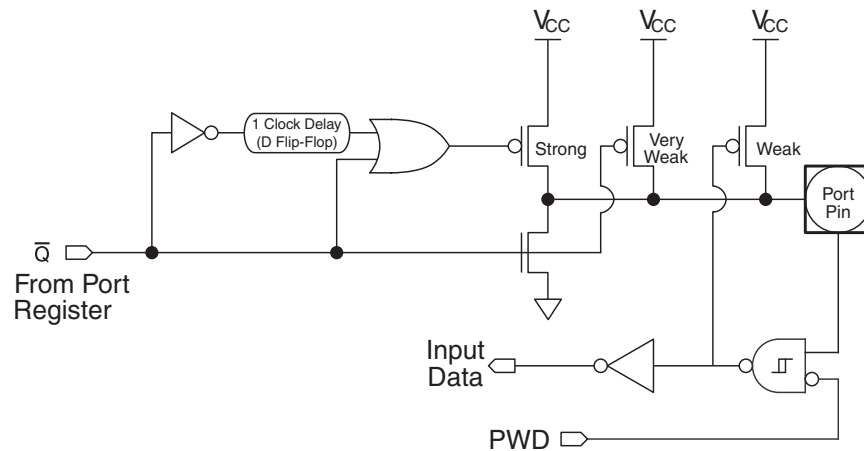 VCC
VCC
VCC
1 Clock Delay
(D Flip-Flop)
Strong
Very
Weak
Weak
Port
Pin
Q̅
From Port
Register
Input
Data
PWD